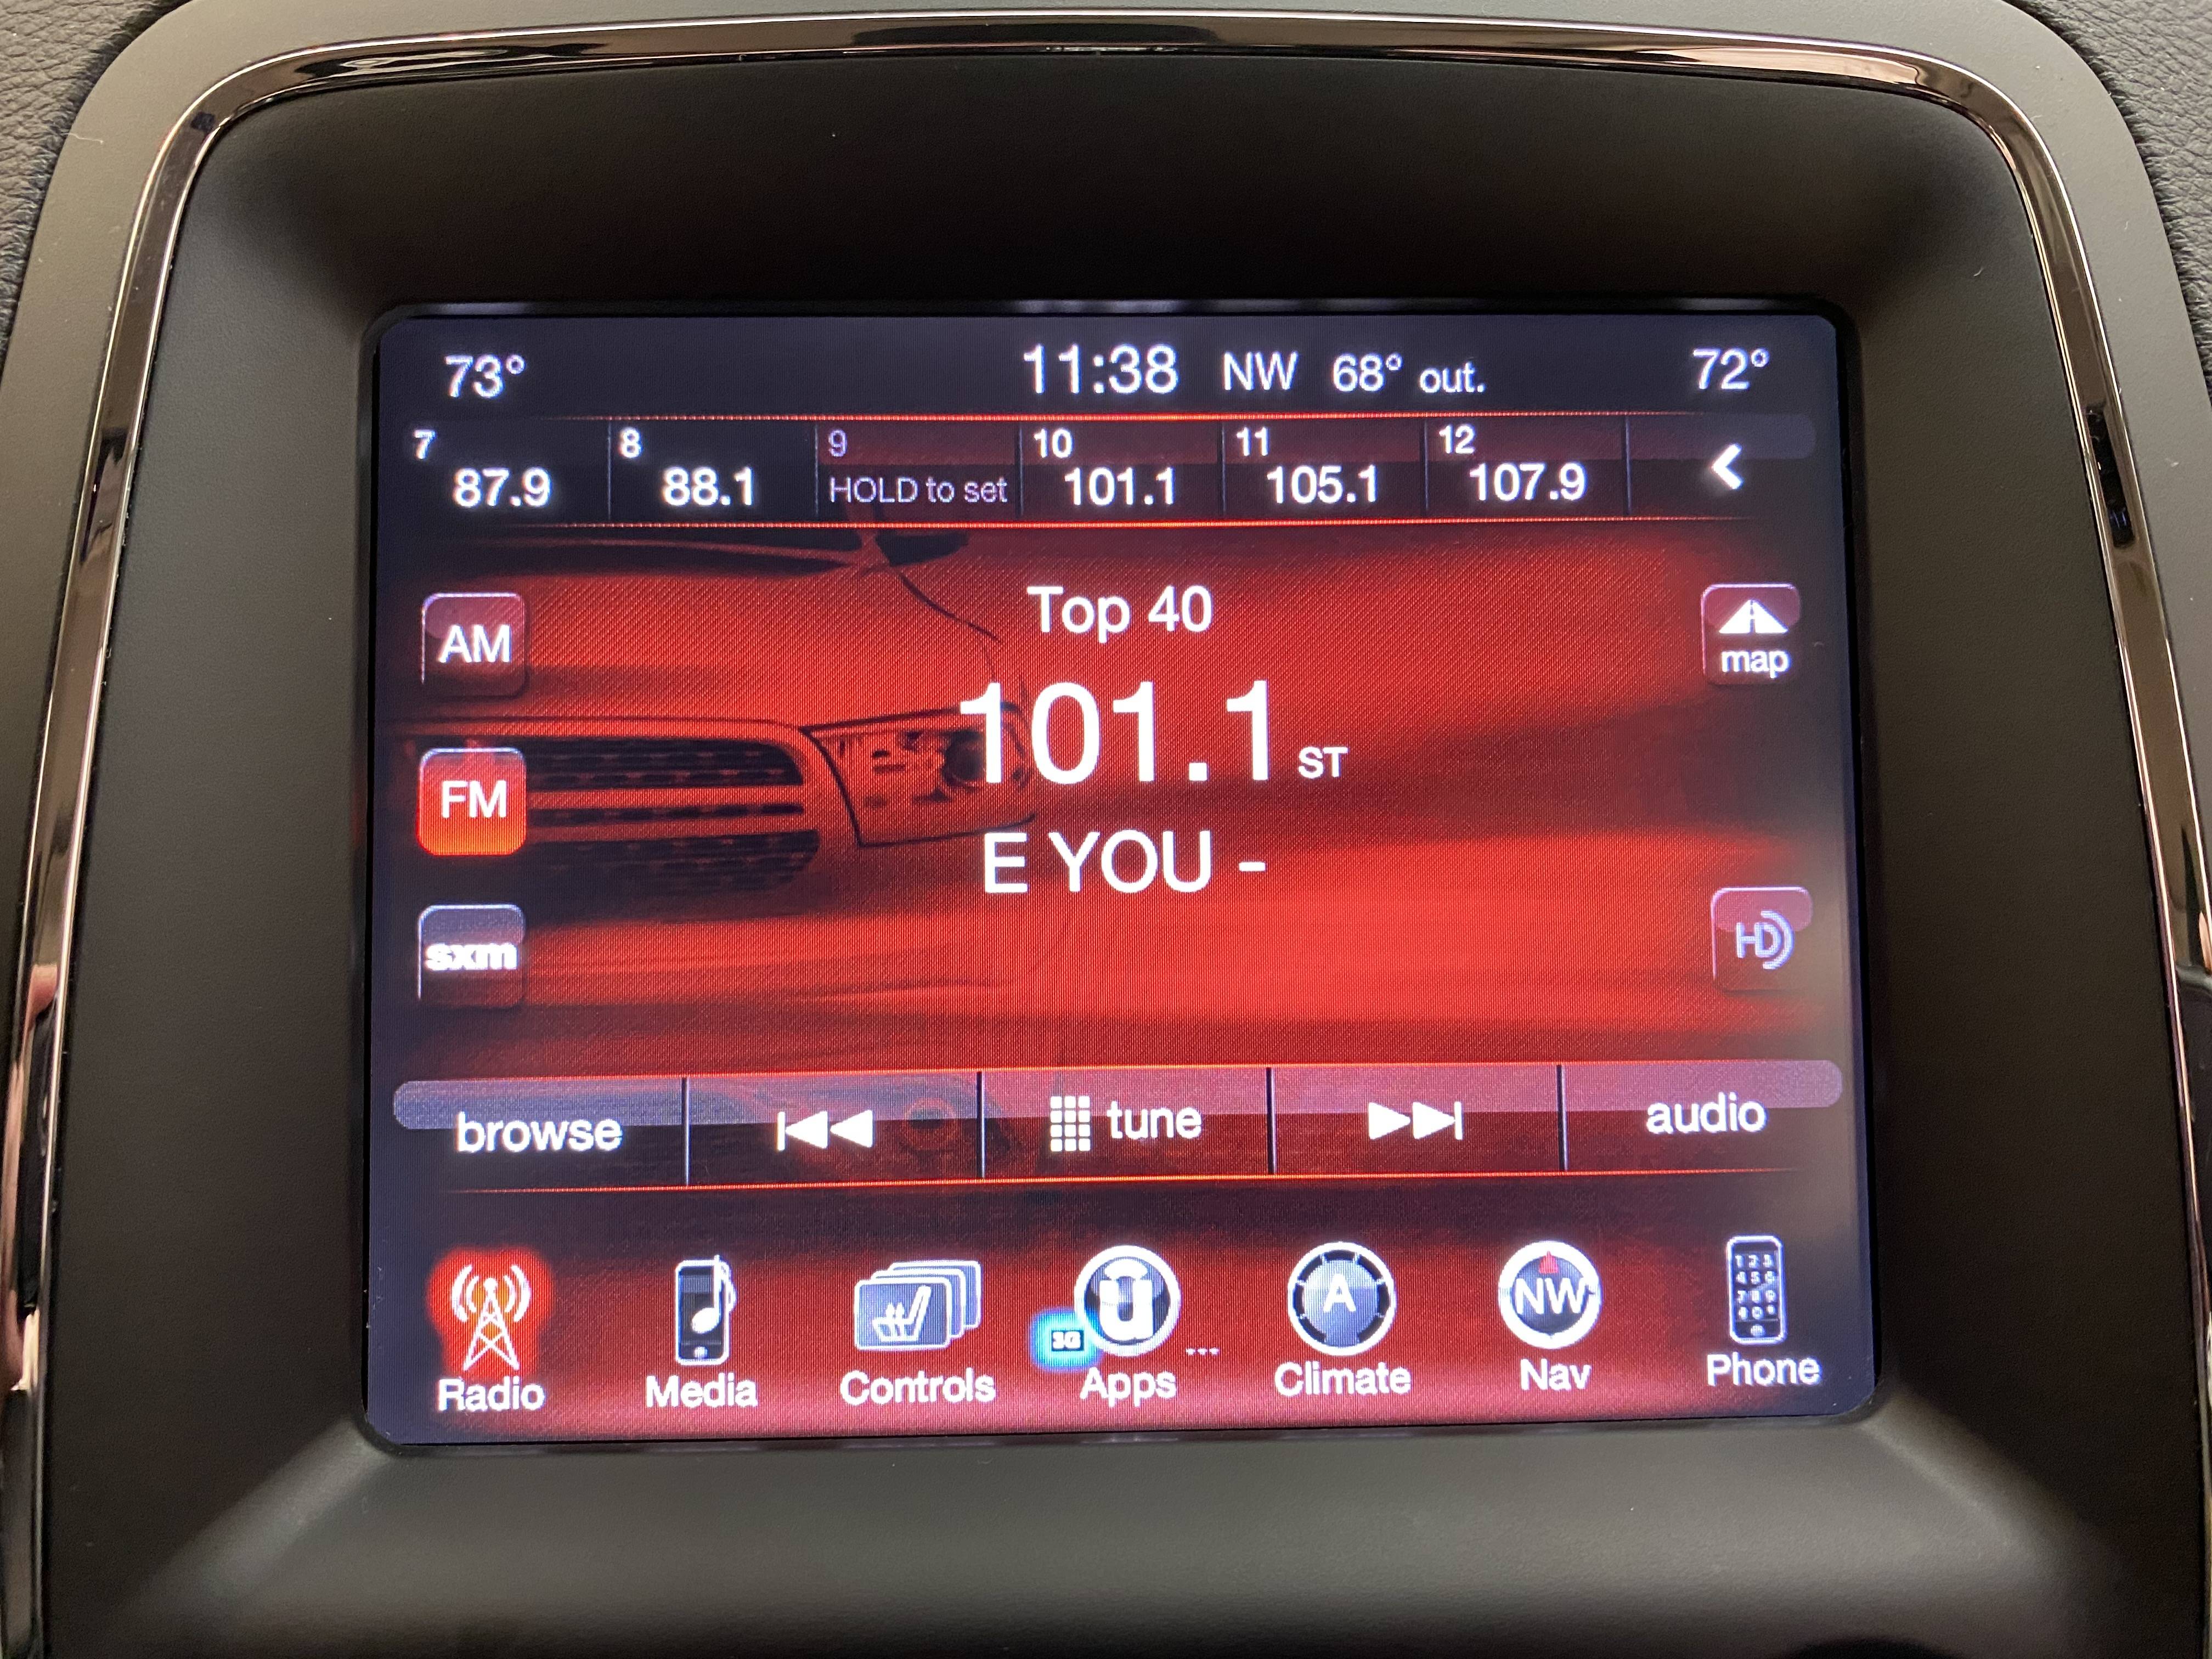 73° 11:38 NW 68° out. 72°
7 8 9 10 11 12
87.9 88.1 HOLD to set 101.1 105.1 107.9
Top 40
AM
map
101.1 ST
FM
E YOU -
sxm
HD
browse tune audio
3G u ... A NW
Radio Media Controls Apps Climate Nav Phone